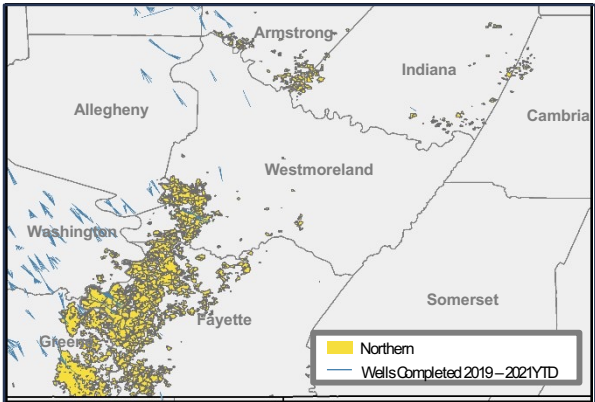 Armstrong
Indiana
Allegheny
Cambria
Westmoreland
Washington
Somerset
Fayette
Greene
Northern
Wells Completed 2019 – 2021YTD